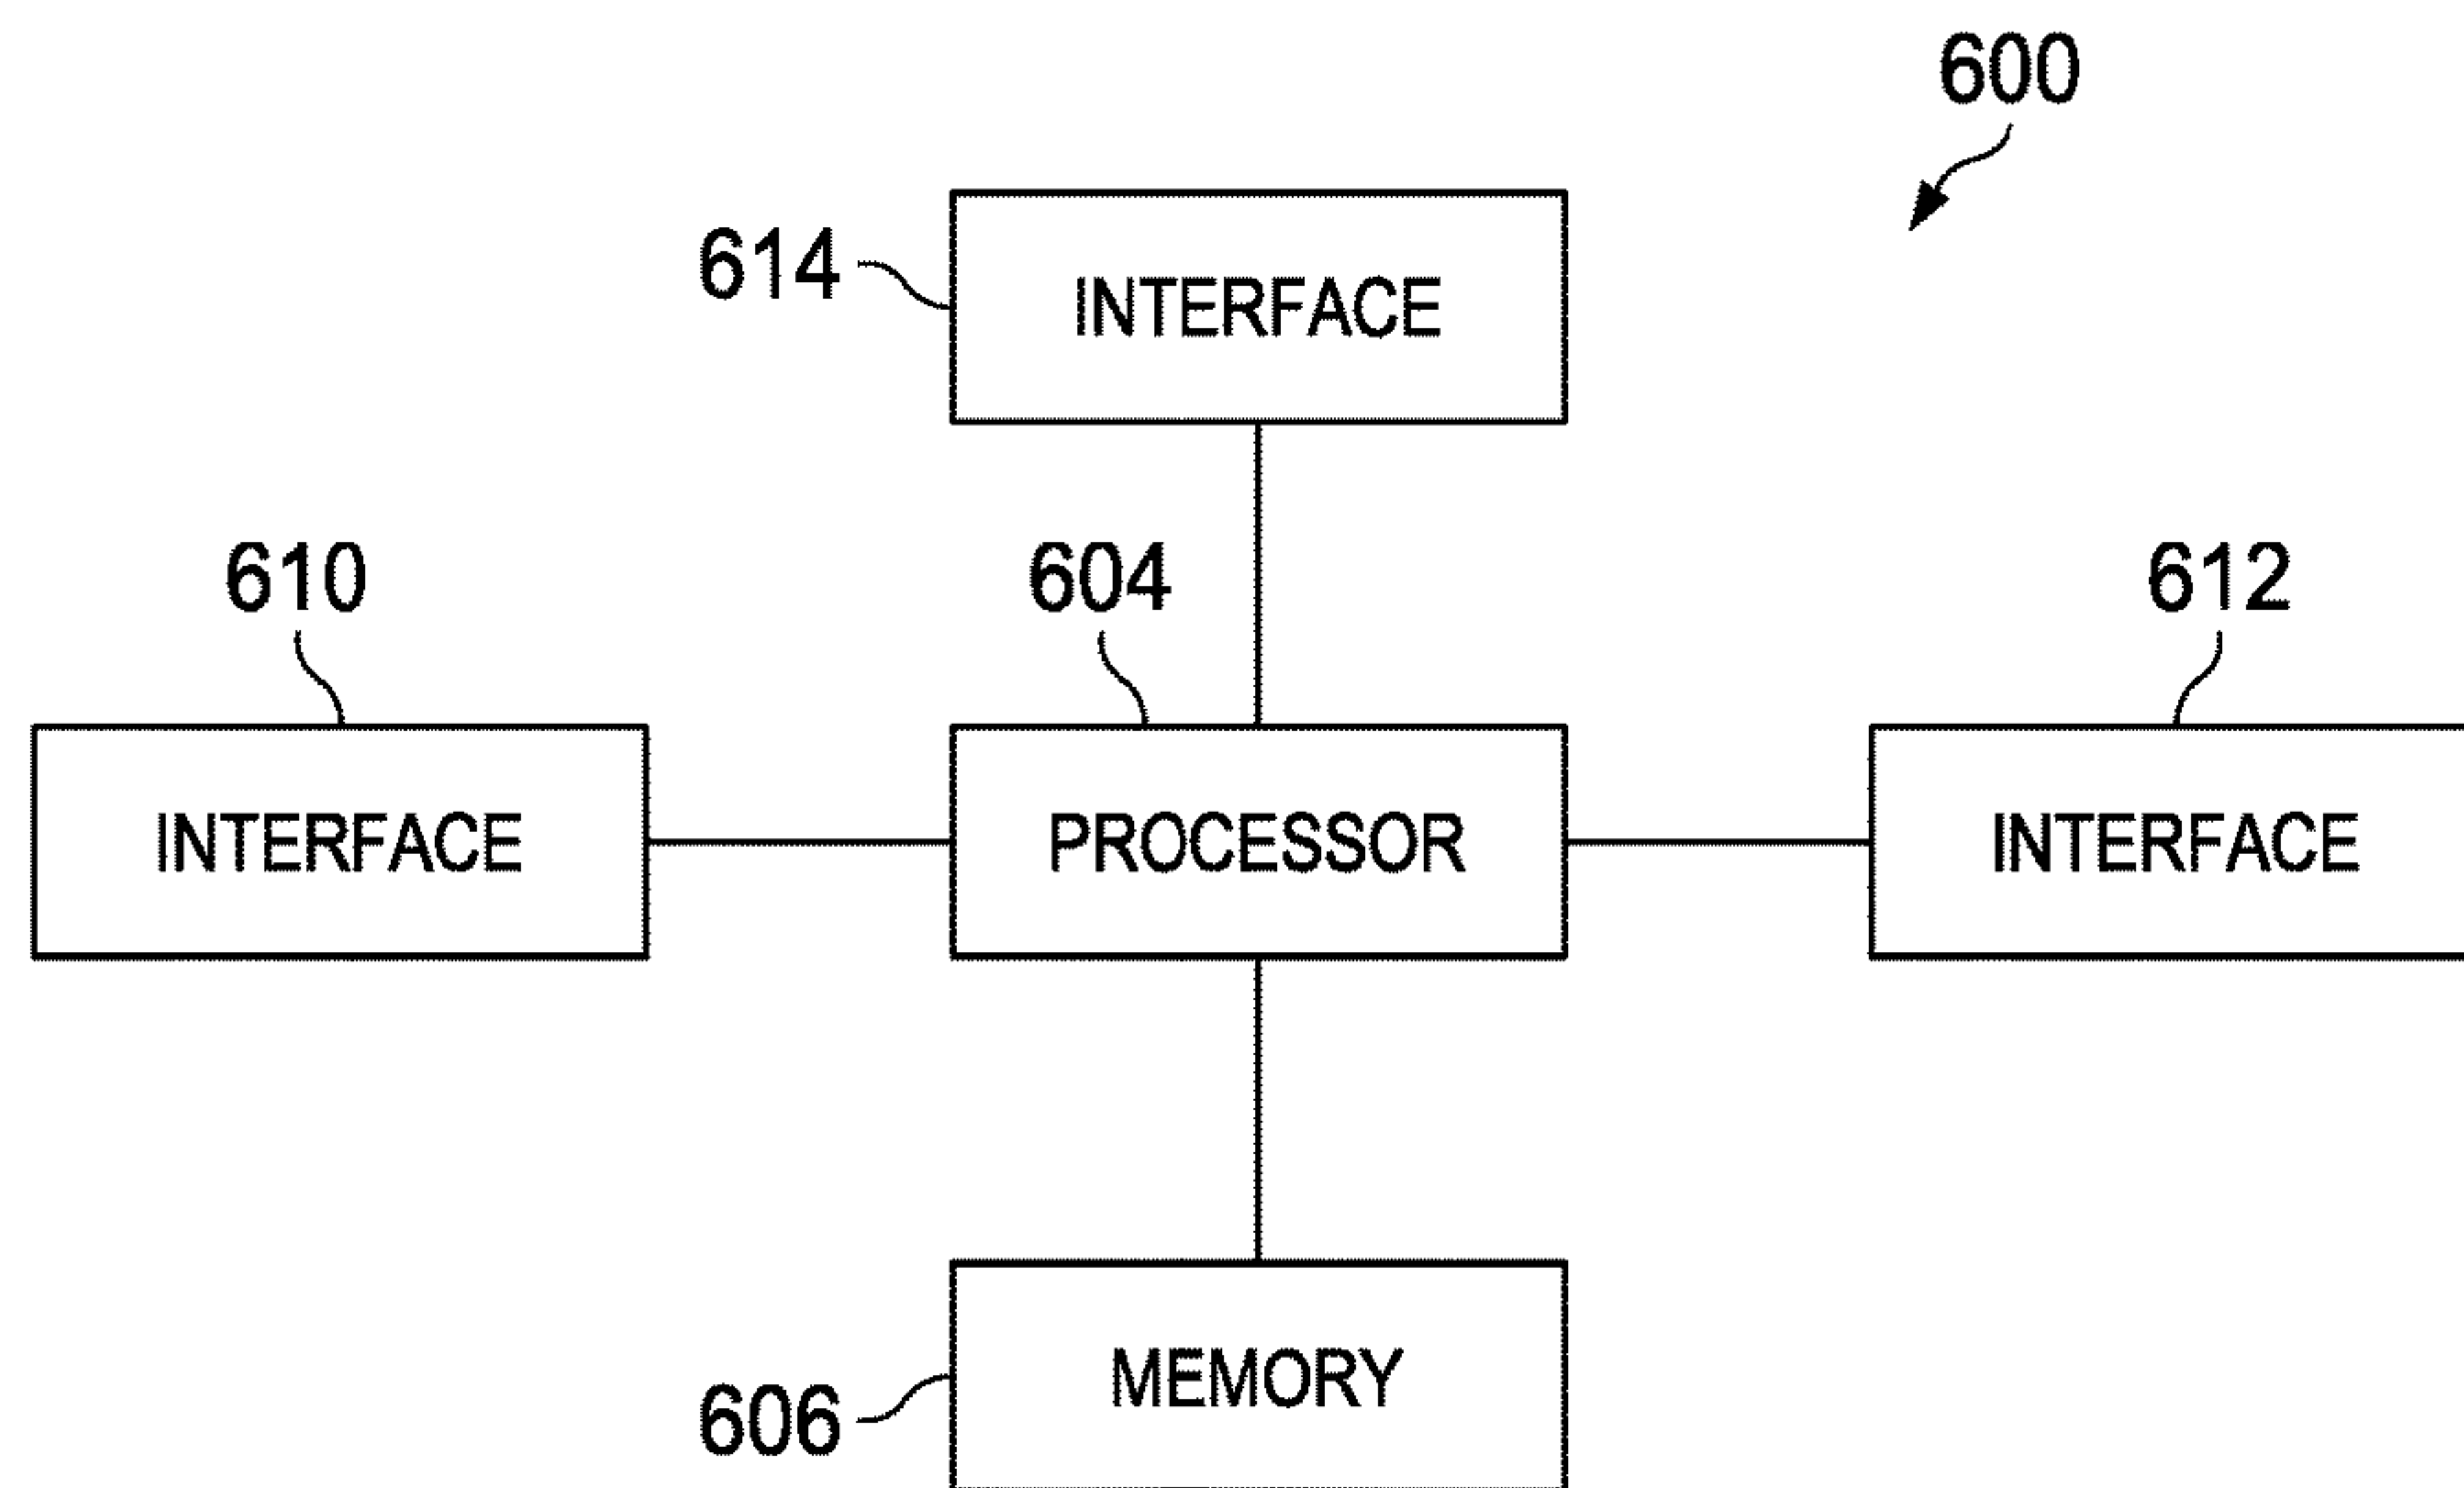 600
614
INTERFACE
610
604
612
INTERFACE
PROCESSOR
INTERFACE
MEMORY
606